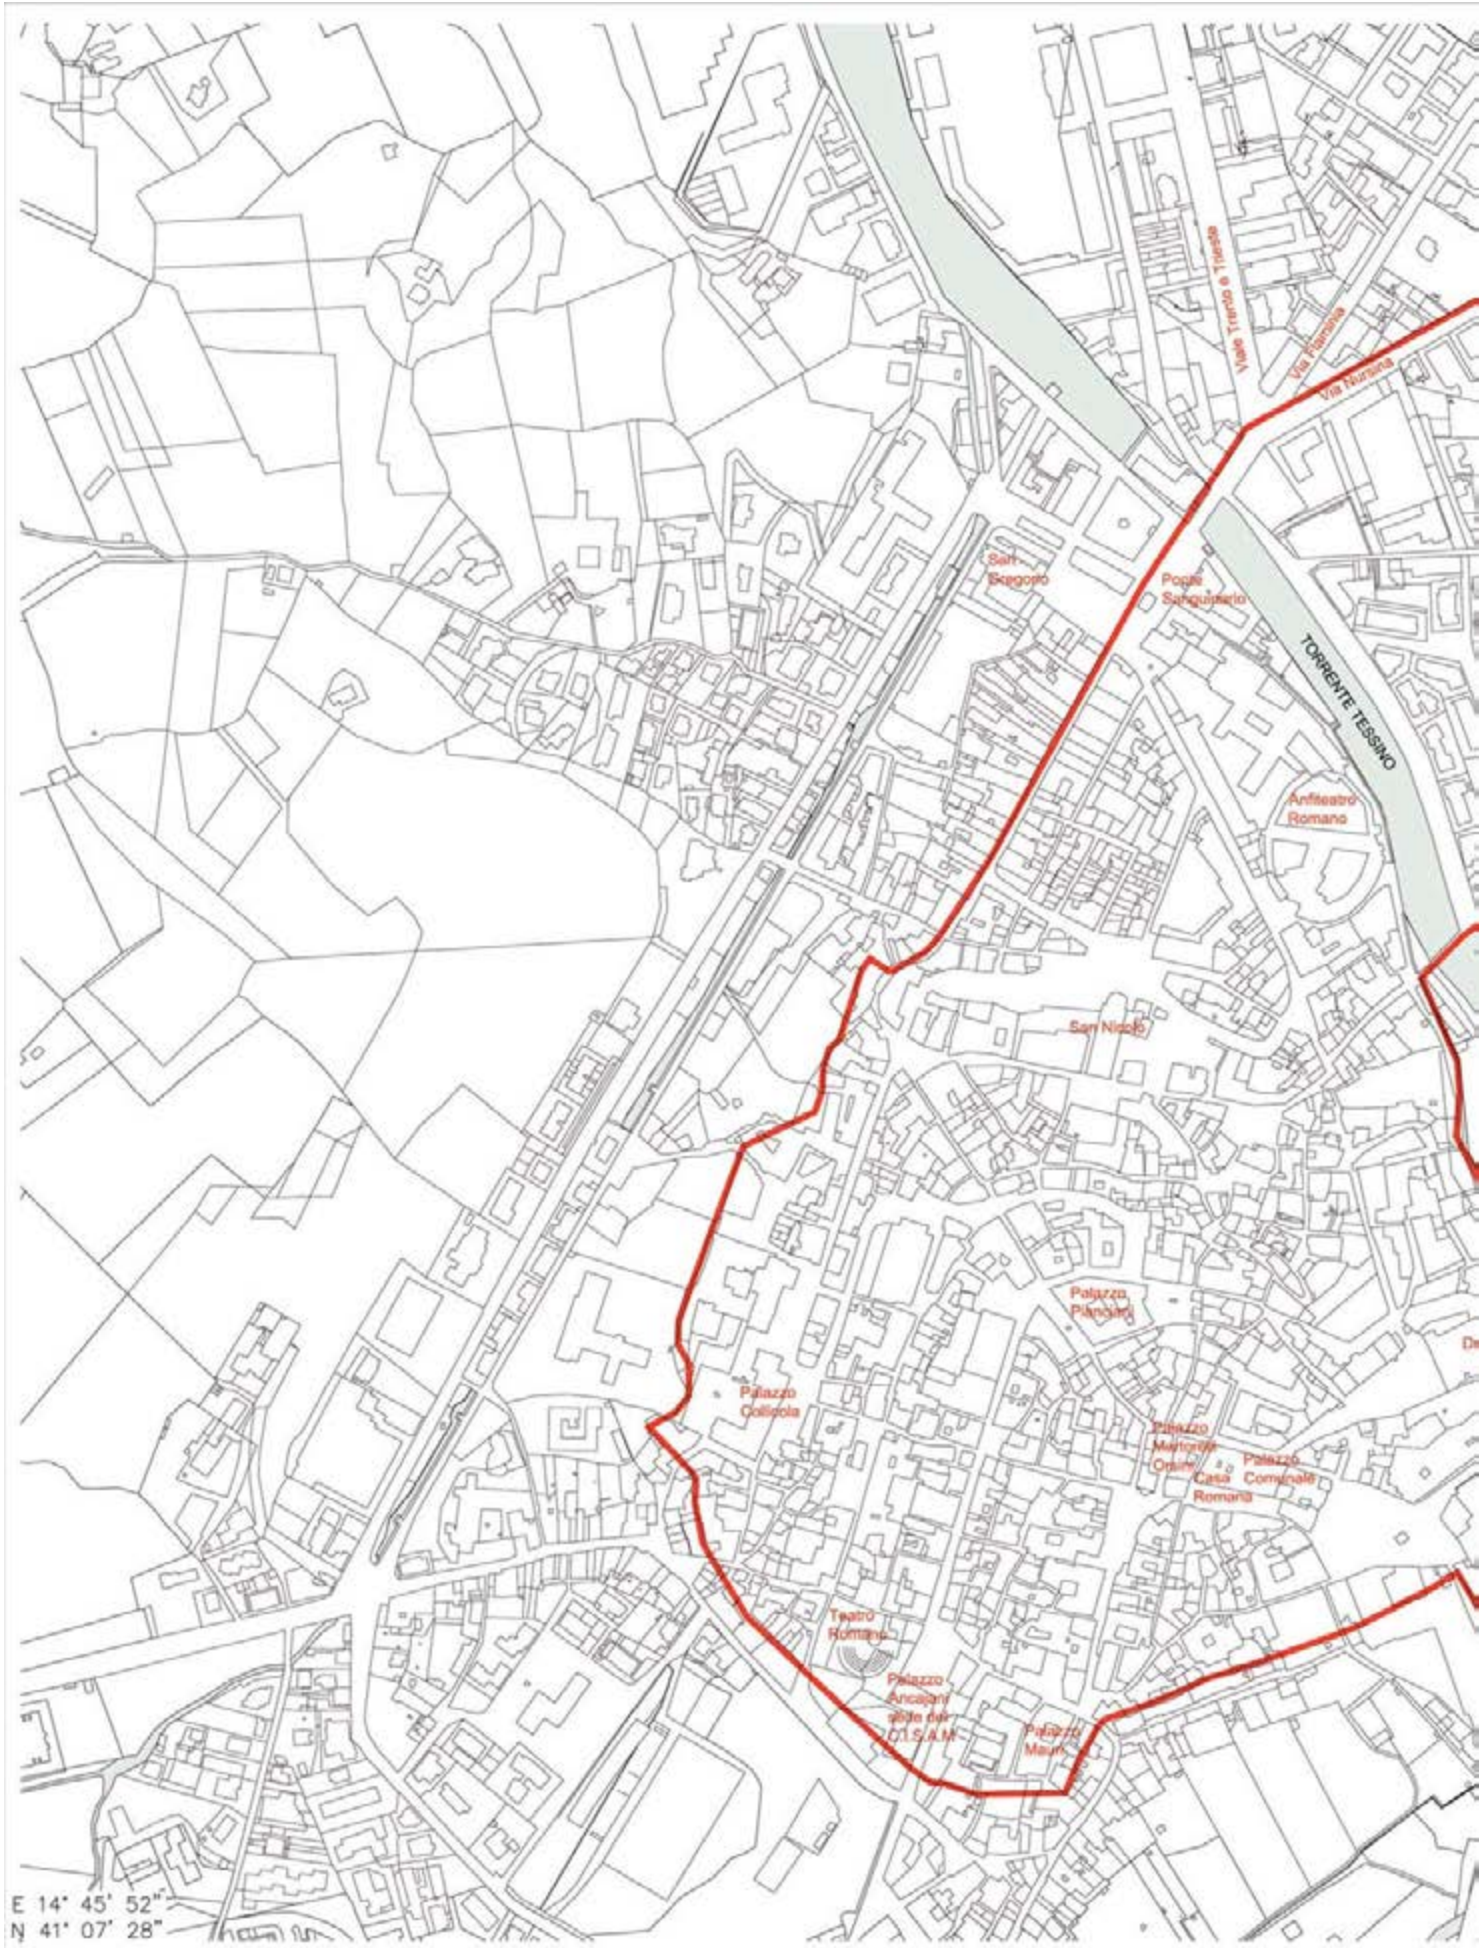 Viale Trento e Trieste
Via Flaminia
Via Nursina
San
Gregorio
Ponte
Sanguinario
TORRENTE TESSINO
Anfiteatro
Romano
San Nicolò
Palazzo
Pianciani
De
Palazzo
Collicola
Palazzo
Martorelli
Orsini
Casa
Romana
Palazzo
Comunale
Teatro
Romano
Palazzo
Ancajani
sede del
C.I.S.A.M
Palazzo
Mauri
E 14° 45' 52"
N 41° 07' 28"